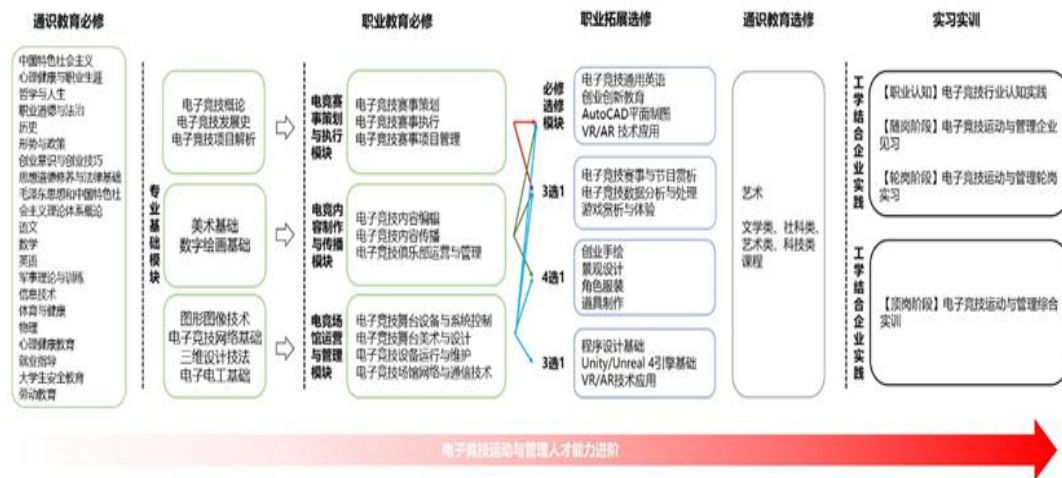 通识教育必修
职业教育必修
职业拓展选修
通识教育选修
实习实训
中国特色社会主义
心理健康与职业生涯
哲学与人生
职业道德与法治
历史
形势与政策
创业意识与创业技巧
思想道德修养与法律基础
毛泽东思想和中国特色社
会主义理论体系概论
语文
数学
英语
军事理论与训练
信息技术
体育与健康
物理
心理健康教育
就业指导
大学生安全教育
劳动教育
专业基础模块
电子竞技概论
电子竞技发展史
电子竞技项目解析
美术基础
数字绘画基础
图形图像技术
电子竞技网络基础
三维设计技法
电子电工基础
电竞赛
事策划
与执行
模块
电子竞技赛事策划
电子竞技赛事执行
电子竞技赛事项目管理
电竞内
容制作
与传播
模块
电子竞技内容编辑
电子竞技内容传播
电子竞技俱乐部运营与管理
电竞场
馆运营
与管理
模块
电子竞技舞台设备与系统控制
电子竞技舞台美术与设计
电子竞技设备运行与维护
电子竞技场馆网络与通信技术
必修
选修
模块
电子竞技通用英语
创业创新教育
AutoCAD平面制图
VR/AR 技术应用
3选1
电子竞技赛事与节目赏析
电子竞技数据分析与处理
游戏赏析与体验
4选1
创业手绘
景观设计
角色服装
道具制作
3选1
程序设计基础
Unity/Unreal 4引擎基础
VR/AR技术应用
艺术
文学类、社科类、
艺术类、科技类
课程
工学结合企业实践
【职业认知】电子竞技行业认知实践
【随岗阶段】电子竞技运动与管理企业
见习
【轮岗阶段】电子竞技运动与管理轮岗
实习
工学结合企业实践
【顶岗阶段】电子竞技运动与管理综合
实训
电子竞技运动与管理人才能力进阶